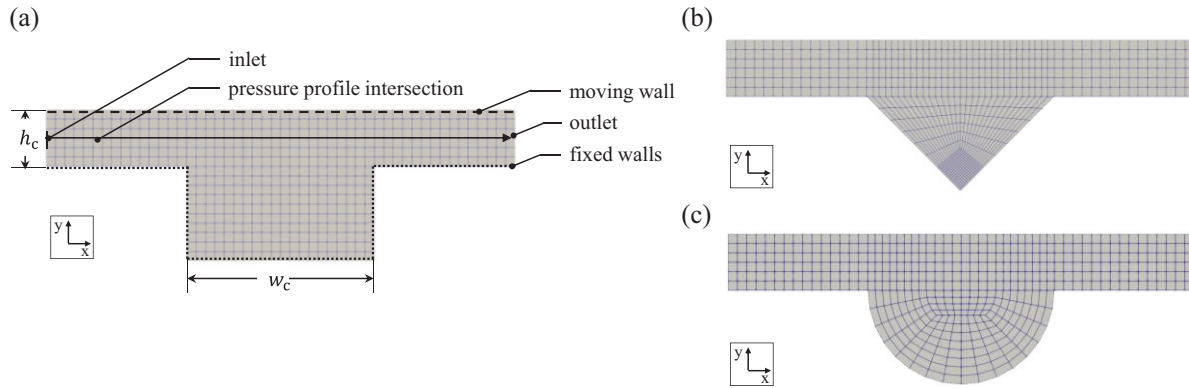 (a)
inlet
pressure profile intersection
moving wall
outlet
fixed walls
h_c
y
x
w_c
(b)
y
x
(c)
y
x